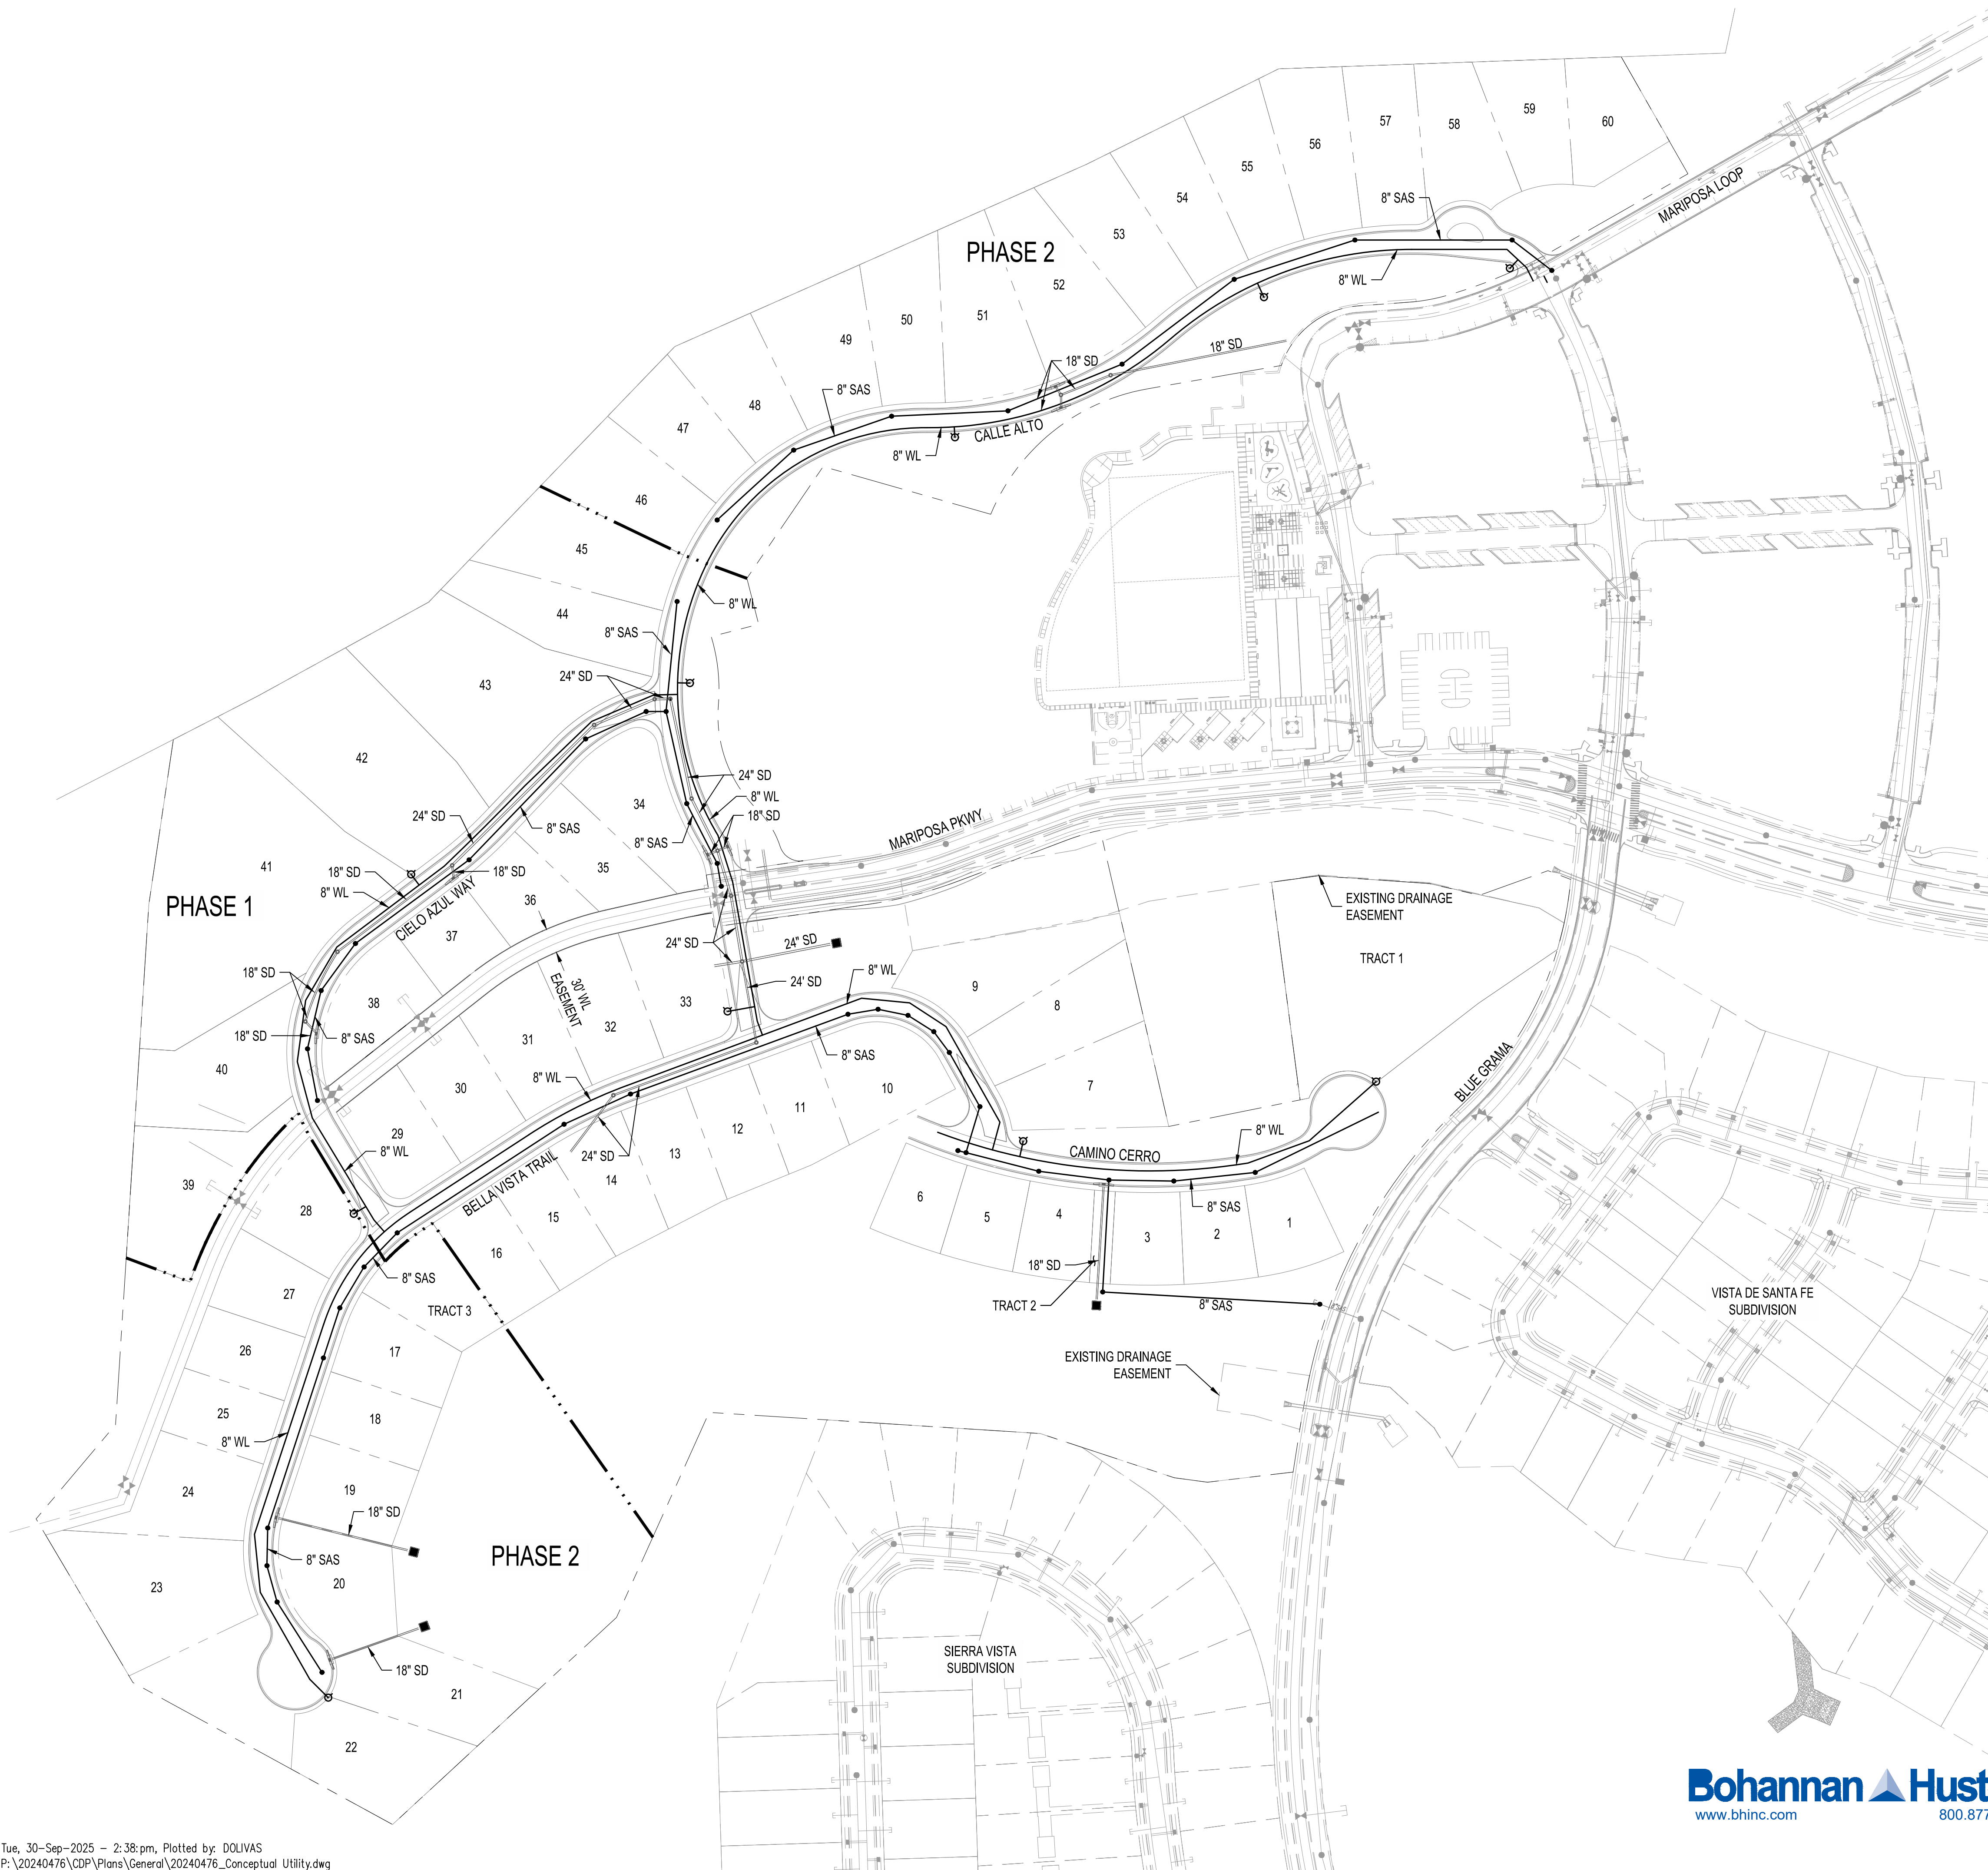 57
58
59
60
56
55
54
53
MARIPOSA LOOP
8" SAS
PHASE 2
52
51
50
49
48
47
46
45
44
43
42
41
8" WL
18" SD
18" SD
8" SAS
CALLE ALTO
8" WL
8" WL
8" SAS
24" SD
24" SD
8" WL
18" SD
34
8" SAS
24" SD
8" SAS
MARIPOSA PKWY
18" SD
8" WL
18" SD
35
36
37
CIELO AZUL WAY
PHASE 1
EXISTING DRAINAGE
EASEMENT
TRACT 1
24" SD
24" SD
24' SD
8" WL
18" SD
38
30' WL
EASEMENT
33
32
31
9
8
7
18" SD
8" SAS
40
30
29
8" WL
8" SAS
10
11
12
13
14
15
16
24" SD
BELLA VISTA TRAIL
8" WL
39
28
BLUE GRAMA
8" WL
CAMINO CERRO
8" SAS
6
5
4
3
2
1
18" SD
TRACT 2
8" SAS
8" SAS
TRACT 3
27
26
25
8" WL
24
17
18
19
18" SD
8" SAS
20
23
PHASE 2
18" SD
21
22
EXISTING DRAINAGE
EASEMENT
VISTA DE SANTA FE
SUBDIVISION
SIERRA VISTA
SUBDIVISION
Bohannan Hust
www.bhinc.com
800.877
Tue, 30-Sep-2025 - 2:38:pm, Plotted by: DOLIVAS
P:\20240476\CDP\Plans\General\20240476_Conceptual Utility.dwg